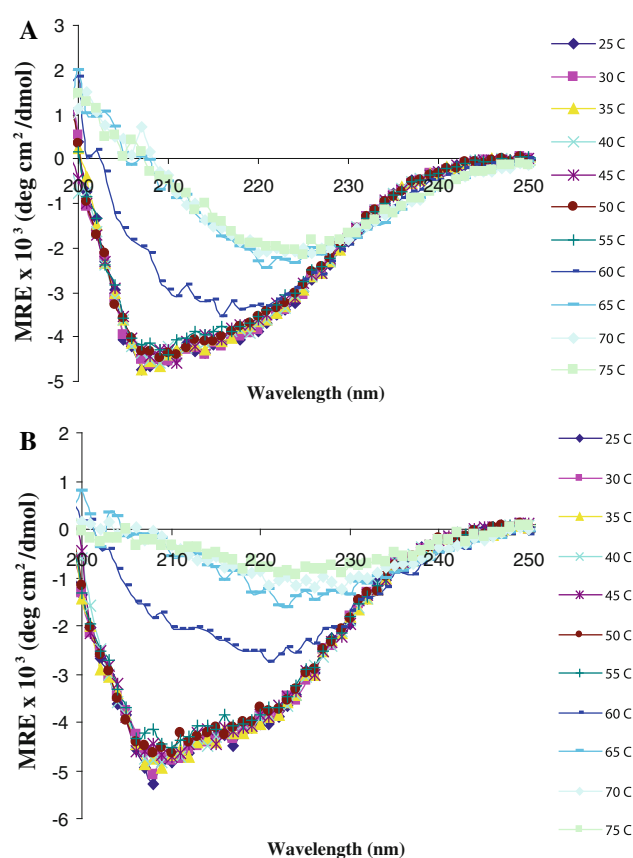 A
MRE x 10³ (deg cm²/dmol)
3
2
1
0
-1
-2
-3
-4
-5
200 210 220 230 240 250
Wavelength (nm)
25 C
30 C
35 C
40 C
45 C
50 C
55 C
60 C
65 C
70 C
75 C
B
MRE x 10³ (deg cm²/dmol)
2
1
0
-1
-2
-3
-4
-5
-6
200 210 220 230 240 250
Wavelength (nm)
25 C
30 C
35 C
40 C
45 C
50 C
55 C
60 C
65 C
70 C
75 C